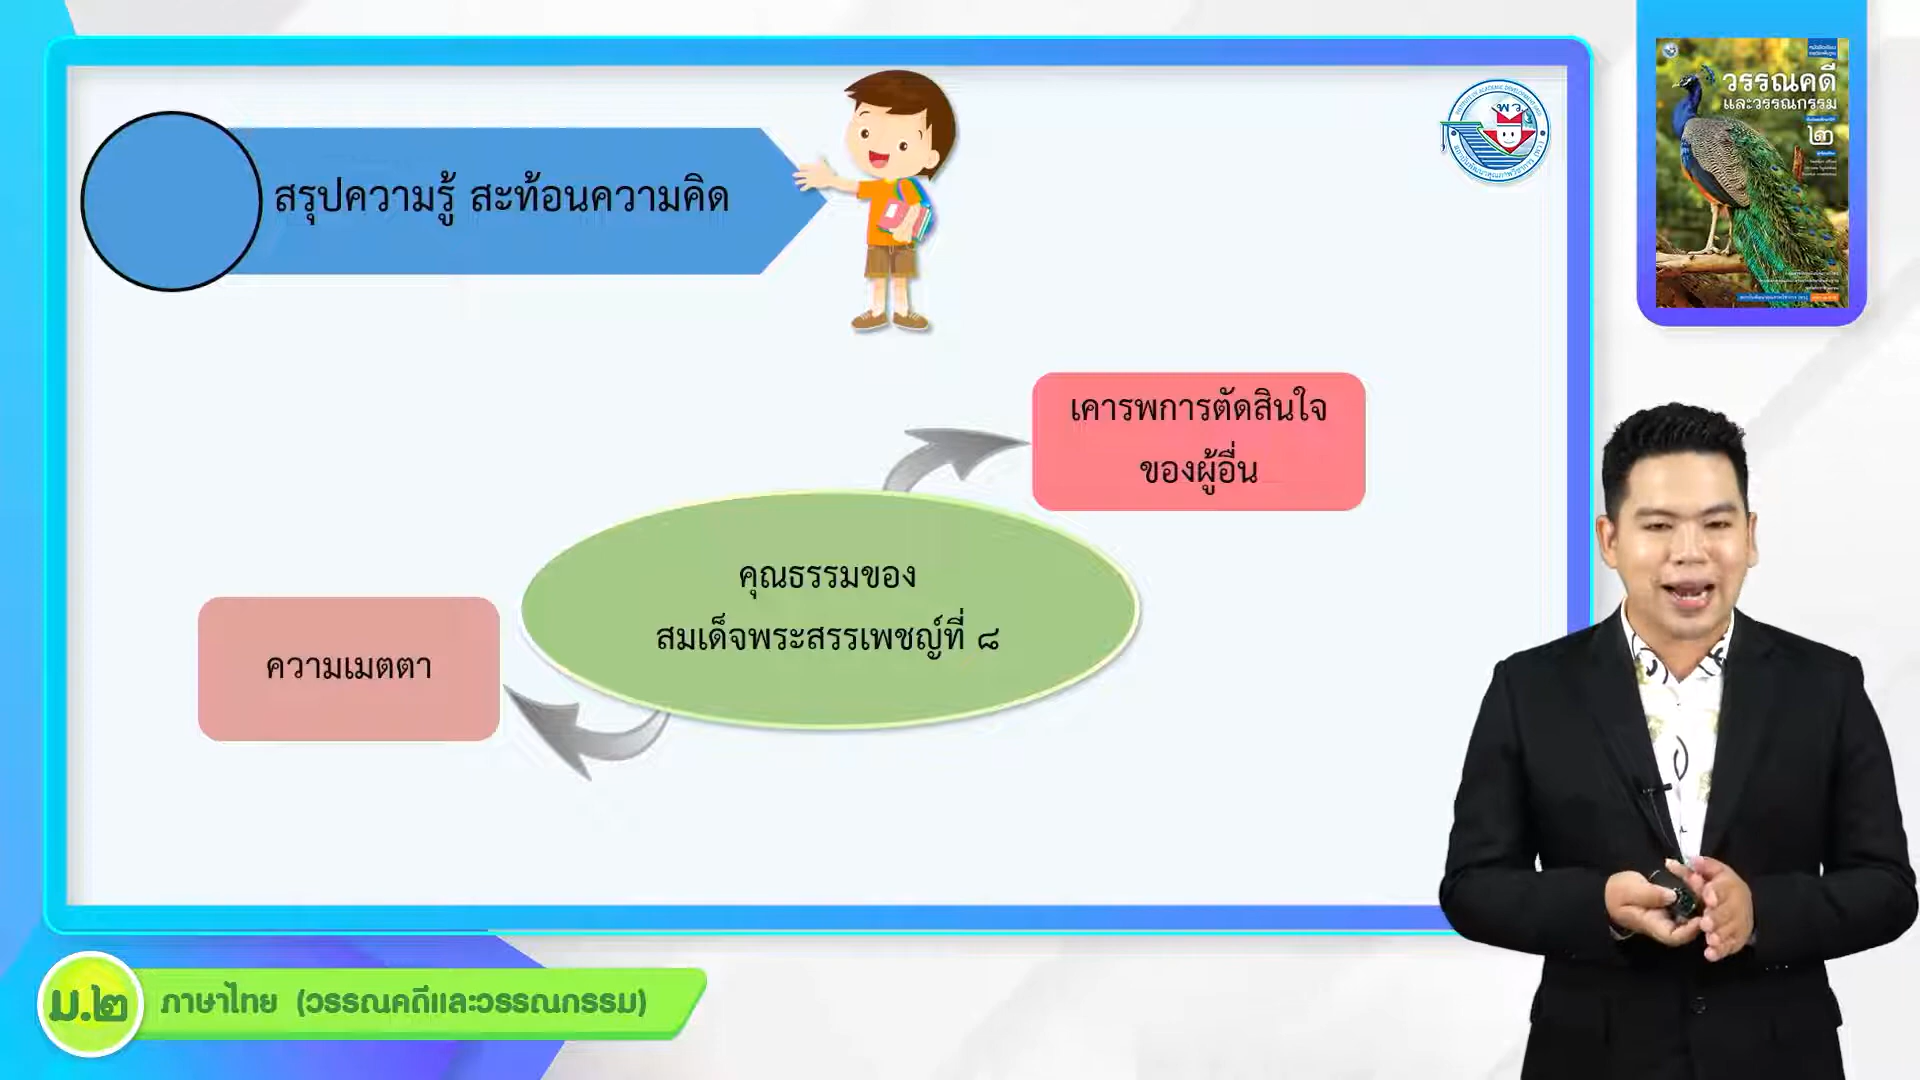 สรุปความรู้ สะท้อนความคิด
เคารพการตัดสินใจ
ของผู้อื่น
คุณธรรมของ
สมเด็จพระสรรเพชญ์ที่ ๘
ความเมตตา
วรรณคดี
และวรรณกรรม
๒
พว.
ม.๒
ภาษาไทย (วรรณคดีและวรรณกรรม)